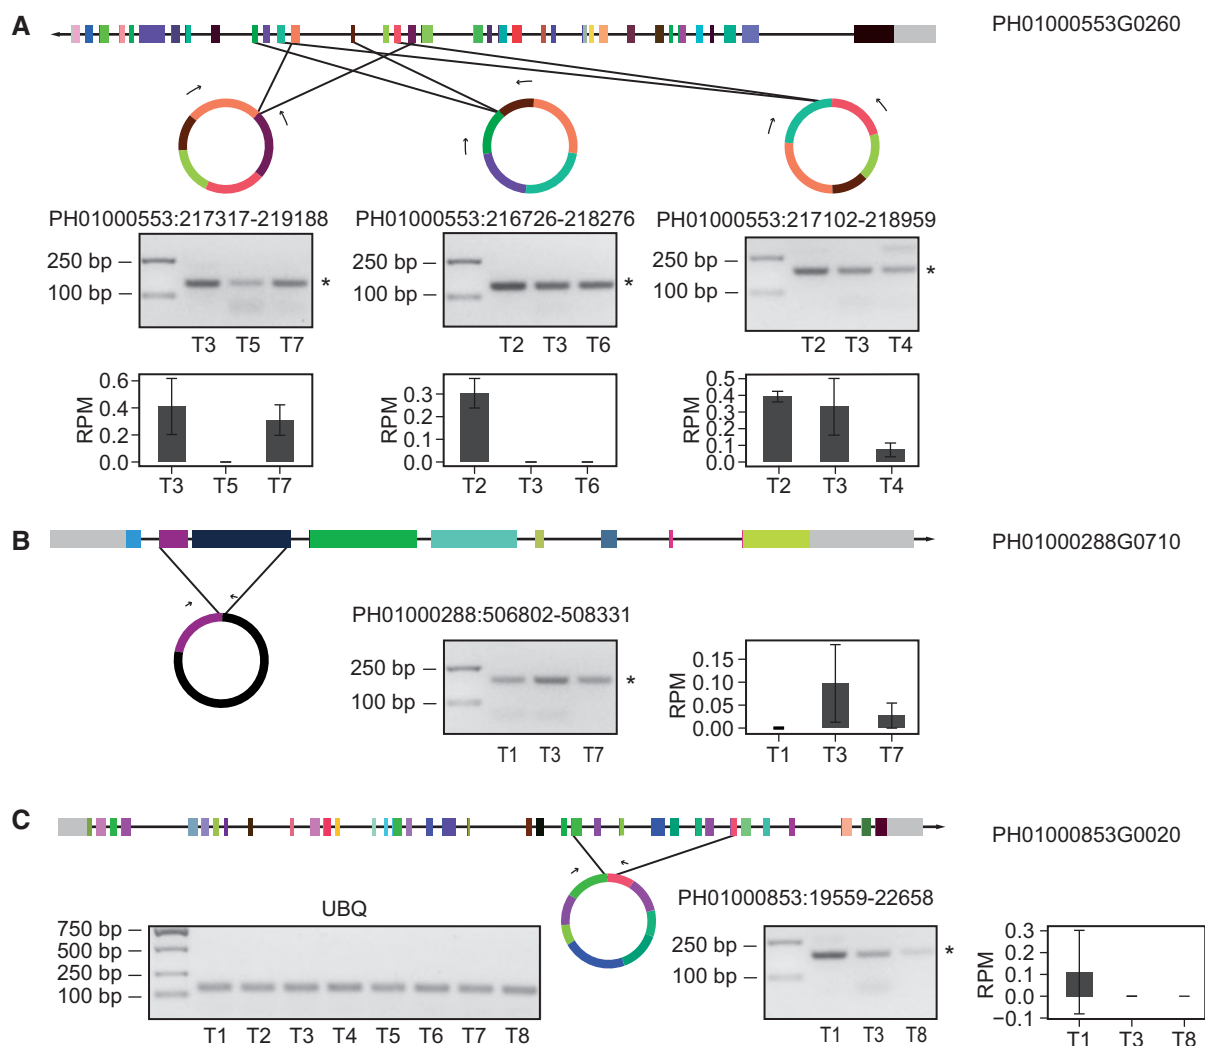 A
PH01000553G0260
PH01000553:217317-219188
PH01000553:216726-218276
PH01000553:217102-218959
250 bp
100 bp
*
T3 T5 T7
250 bp
100 bp
*
T2 T3 T6
250 bp
100 bp
*
T2 T3 T4
RPM
0.6
0.4
0.2
0.0
T3 T5 T7
RPM
0.3
0.2
0.1
0.0
T2 T3 T6
RPM
0.5
0.4
0.3
0.2
0.1
0.0
T2 T3 T4
B
PH01000288G0710
PH01000288:506802-508331
250 bp
100 bp
*
T1 T3 T7
RPM
0.15
0.10
0.05
0.00
T1 T3 T7
C
PH01000853G0020
UBQ
750 bp
500 bp
250 bp
100 bp
T1 T2 T3 T4 T5 T6 T7 T8
PH01000853:19559-22658
250 bp
100 bp
*
T1 T3 T8
RPM
0.3
0.2
0.1
0.0
−0.1
T1 T3 T8